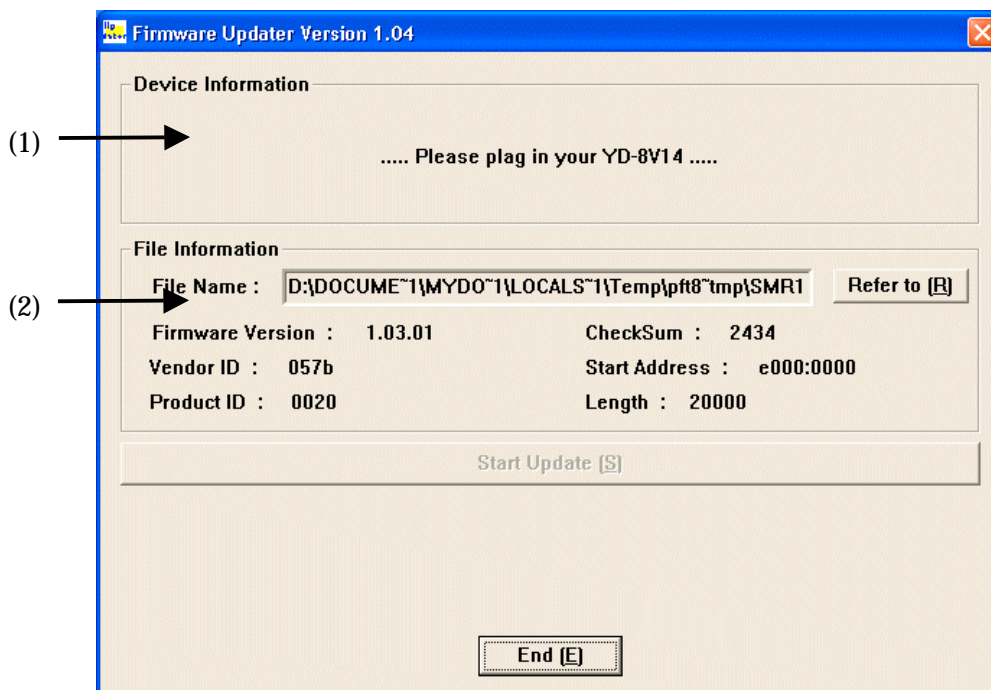 Firmware Updater Version 1.04
Device Information
(1)
..... Please plag in your YD-8V14 .....
File Information
(2)
File Name : D:\DOCUME~1\MYDO~1\LOCALS~1\Temp\pft8~tmp\SMR1 Refer to (R)
Firmware Version : 1.03.01 CheckSum : 2434
Vendor ID : 057b Start Address : e000:0000
Product ID : 0020 Length : 20000
Start Update (S)
End (E)